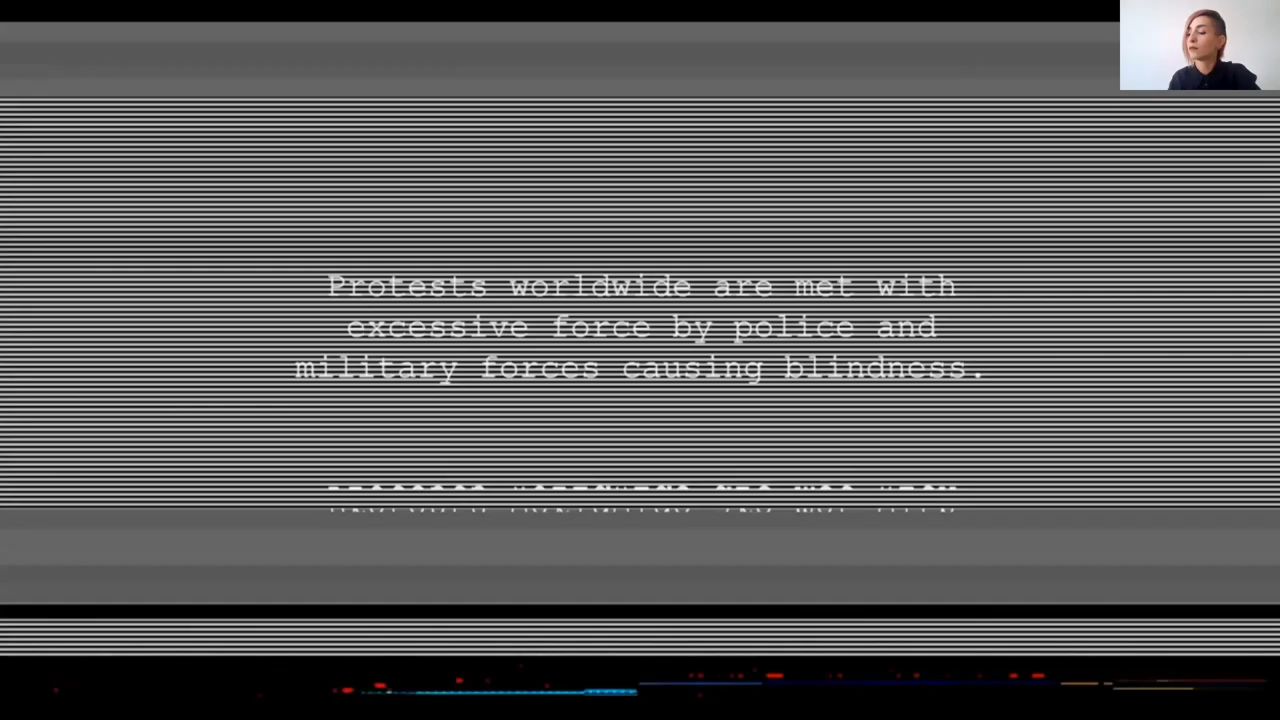 Protests worldwide are met with
excessive force by police and
military forces causing blindness.